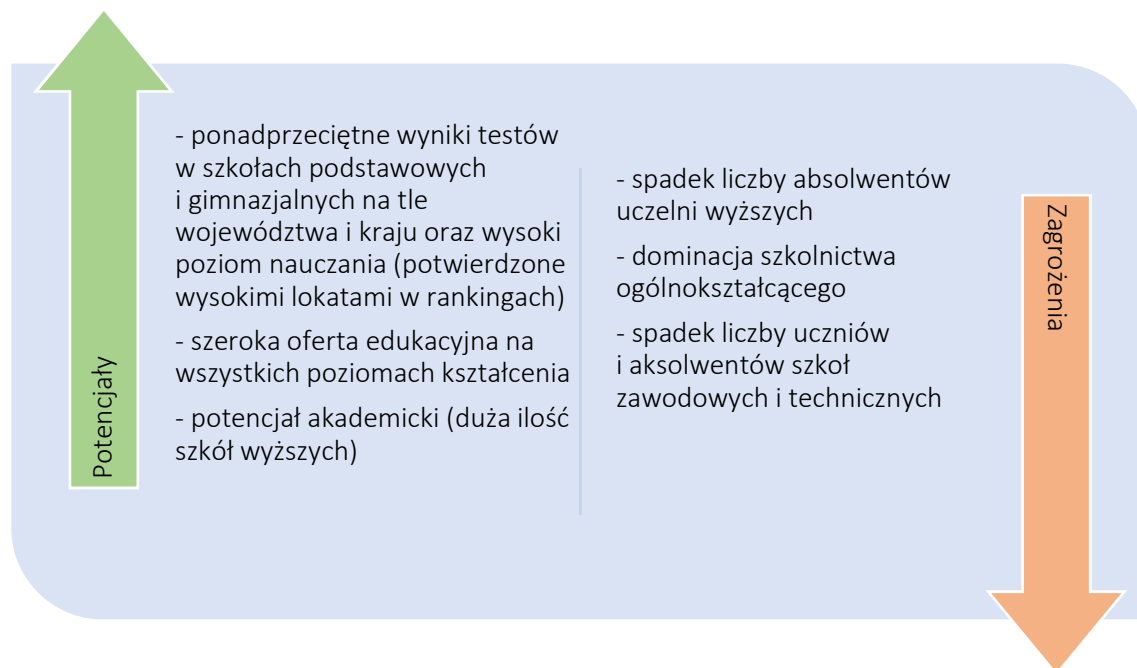 Potencjały
- ponadprzeciętne wyniki testów
w szkołach podstawowych
i gimnazjalnych na tle
województwa i kraju oraz wysoki
poziom nauczania (potwierdzone
wysokimi lokatami w rankingach)
- szeroka oferta edukacyjna na
wszystkich poziomach kształcenia
- potencjał akademicki (duża ilość
szkół wyższych)
- spadek liczby absolwentów
uczelni wyższych
- dominacja szkolnictwa
ogólnokształcącego
- spadek liczby uczniów
i aksolwentów szkoł
zawodowych i technicznych
Zagrożenia